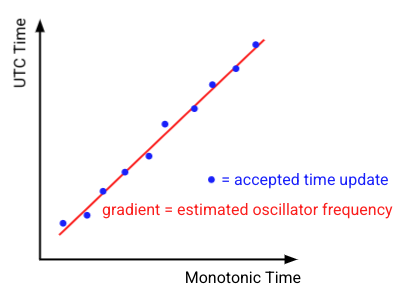 UTC Time
= accepted time update
gradient = estimated oscillator frequency
Monotonic Time